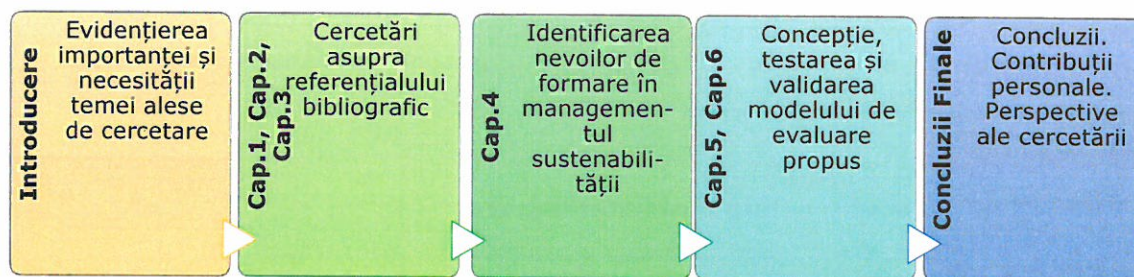 Introducere
Evidențierea
importanței și
necesității
temei alese
de cercetare
Cap.1, Cap.2,
Cap.3
Cercetări
asupra
referențialului
bibliografic
Cap.4
Identificarea
nevoilor de
formare în
managemen-
tul
sustenabili-
tății
Cap.5, Cap.6
Concepție,
testarea și
validarea
modelului de
evaluare
propus
Concluzii Finale
Concluzii.
Contribuții
personale.
Perspective
ale cercetării